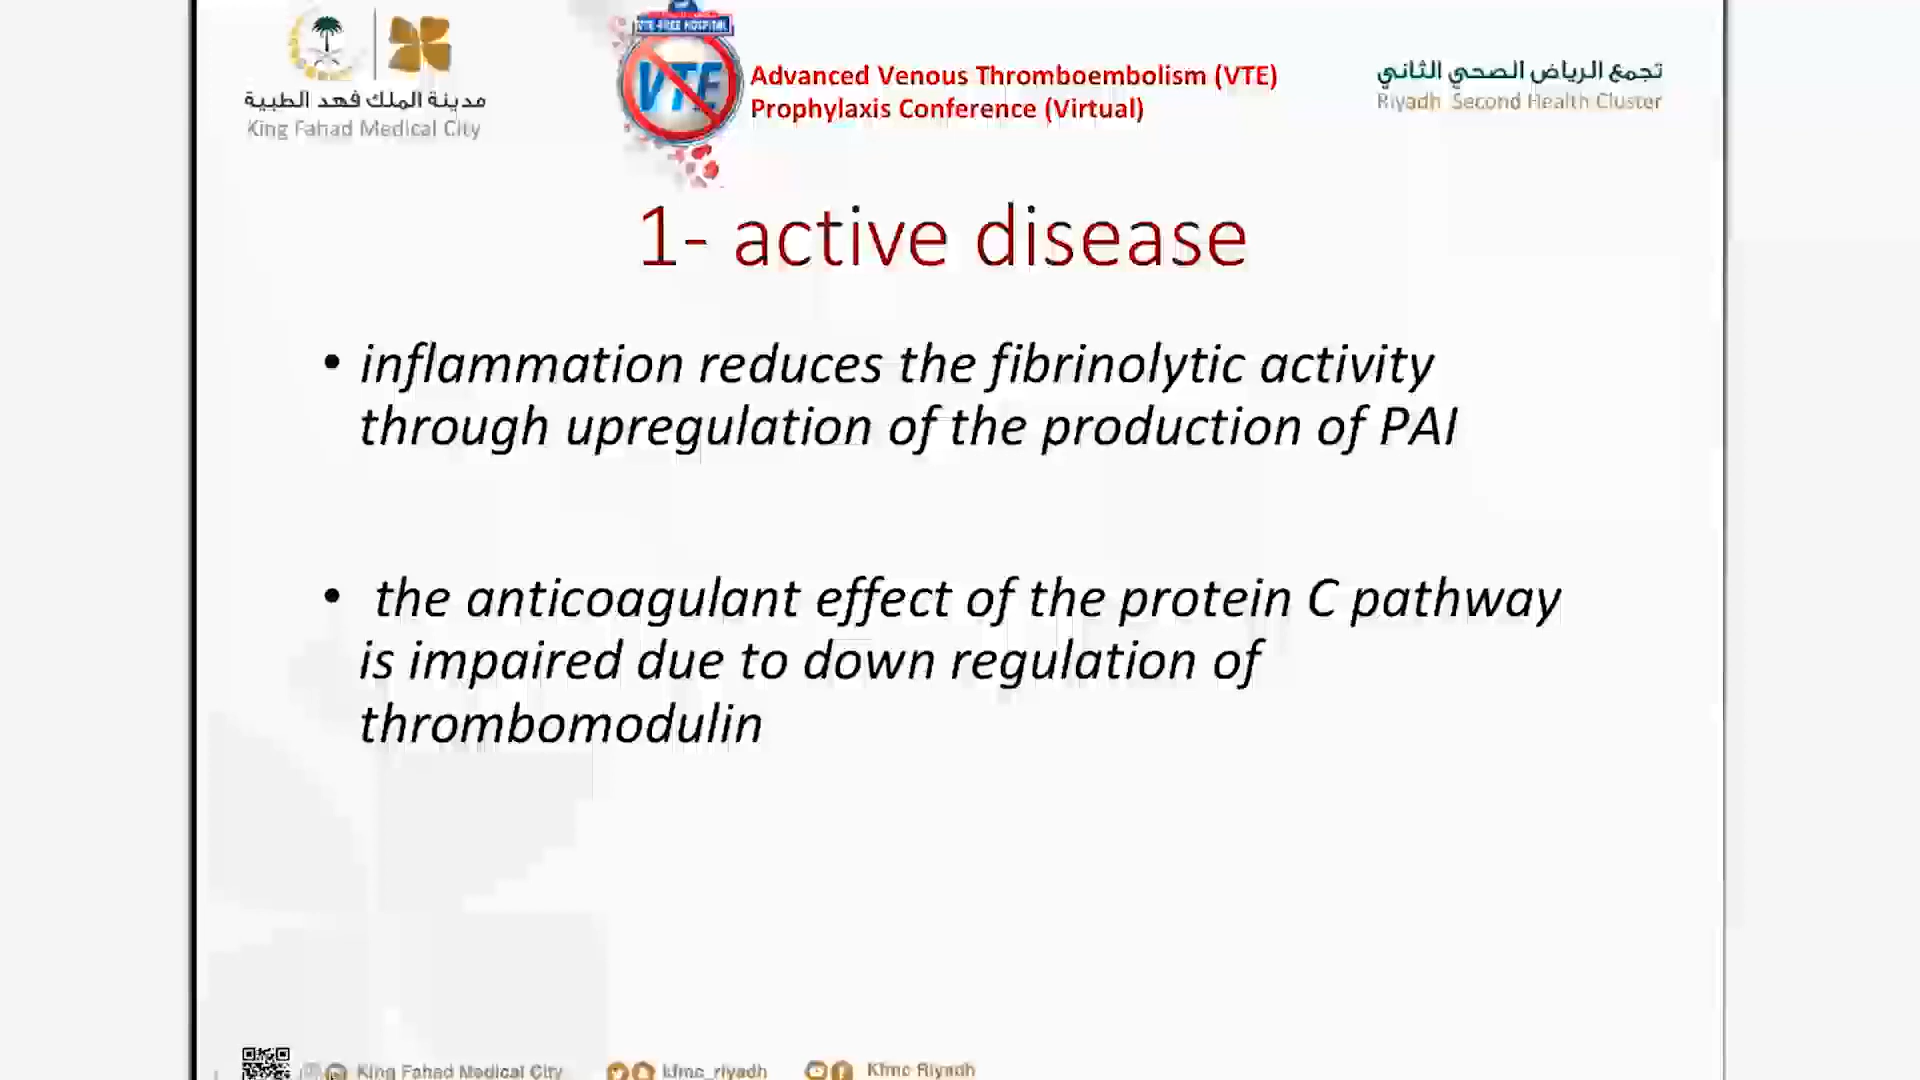 مدينة الملك فهد الطبية
King Fahad Medical City
VTE FREE HOSPITAL
VTE
Advanced Venous Thromboembolism (VTE)
Prophylaxis Conference (Virtual)
تجمع الرياض الصحي الثاني
Riyadh Second Health Cluster
1- active disease
• inflammation reduces the fibrinolytic activity
through upregulation of the production of PAI
• the anticoagulant effect of the protein C pathway
is impaired due to down regulation of
thrombomodulin
King Fahad Medical City kfmc_riyadh Kfmc Riyadh